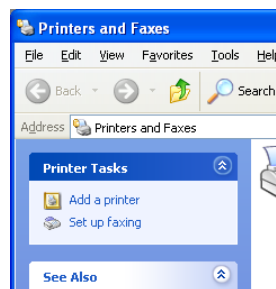 Printers and Faxes
File Edit View Favorites Tools Help
Back Search
Address Printers and Faxes
Printer Tasks
Add a printer
Set up faxing
See Also